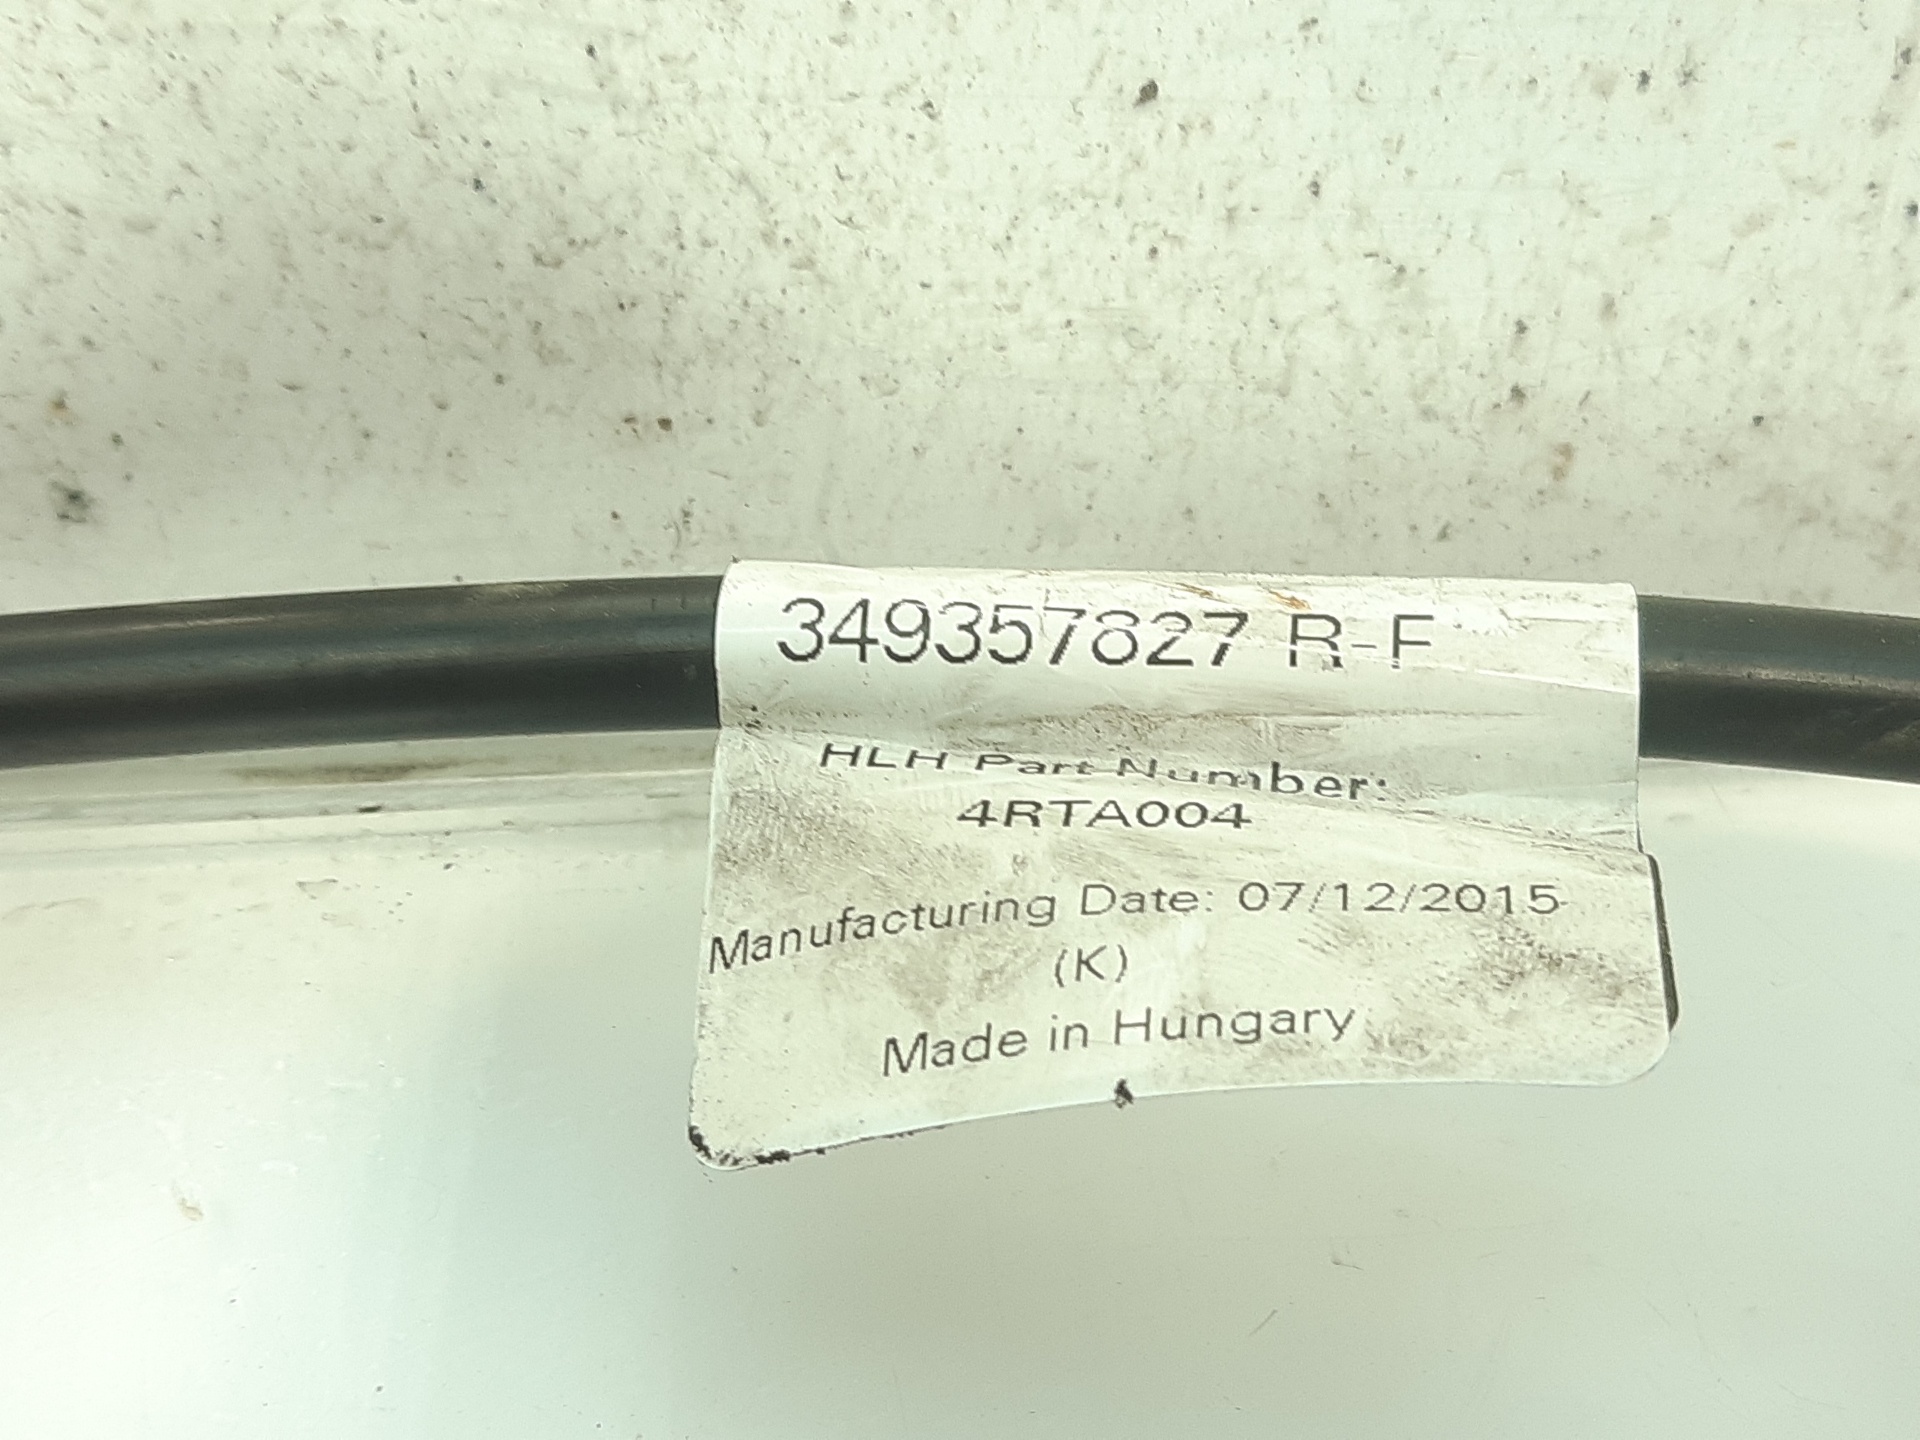 349357827 R-F
HLH Part Number:
4RTA004
Manufacturing Date: 07/12/2015
(K)
Made in Hungary